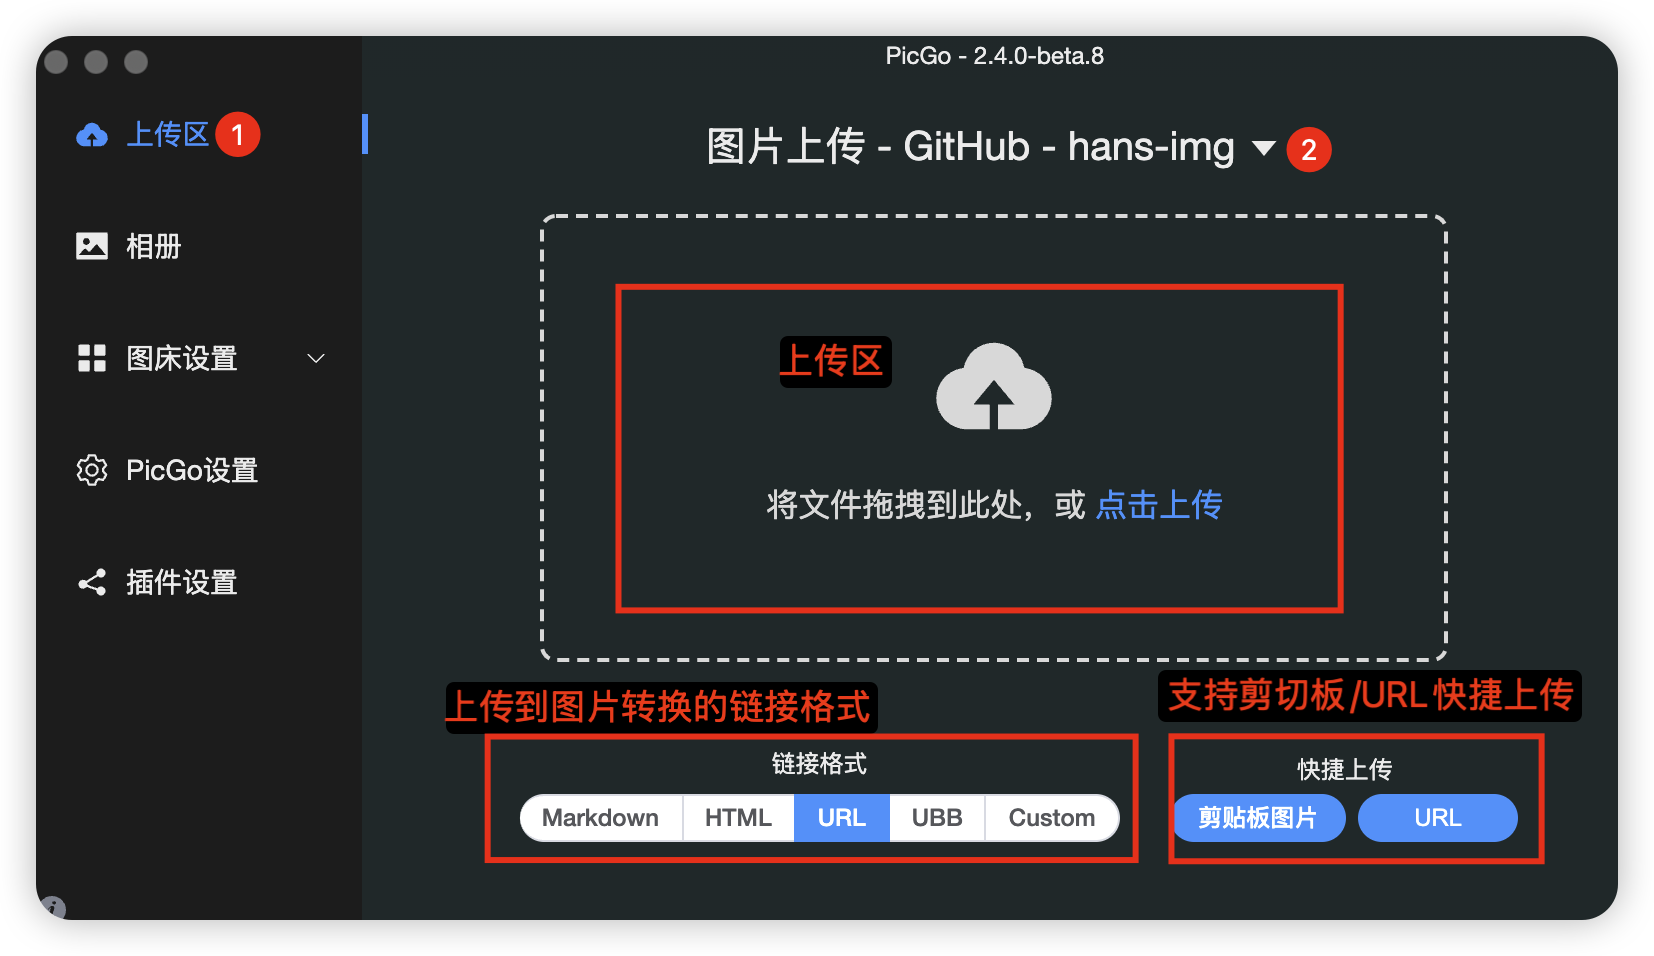 PicGo - 2.4.0-beta.8
上传区 1
相册
图床设置
PicGo设置
插件设置
图片上传 - GitHub - hans-img 2
上传区
将文件拖拽到此处，或 点击上传
上传到图片转换的链接格式
链接格式
Markdown HTML URL UBB Custom
支持剪切板/URL快捷上传
快捷上传
剪贴板图片 URL
i